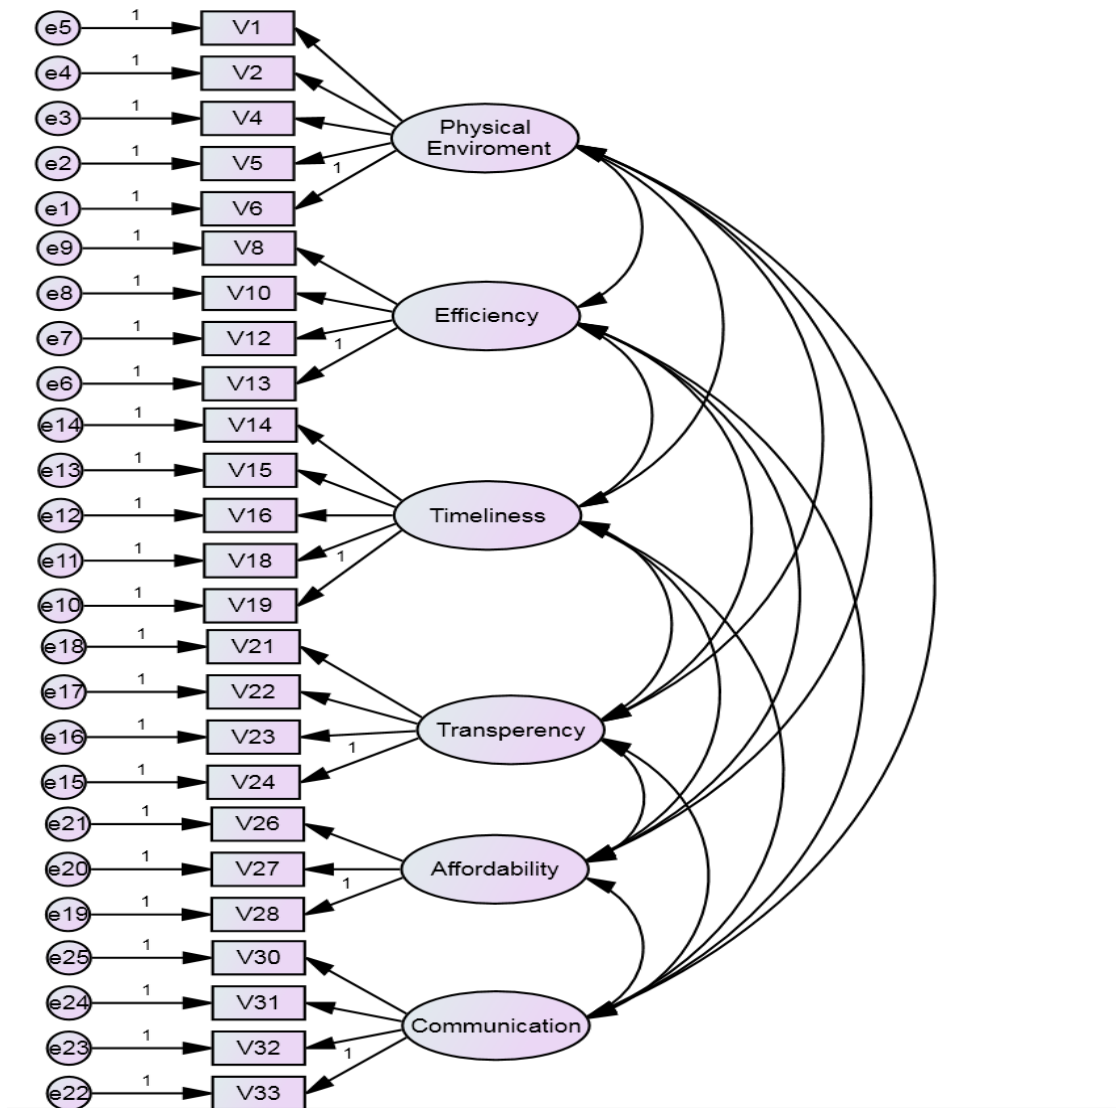 e5 1 V1
e4 1 V2
e3 1 V4
e2 1 V5
e1 1 V6
1
Physical
Enviroment
e9 1 V8
e8 1 V10
e7 1 V12
e6 1 V13
1
Efficiency
e14 1 V14
e13 1 V15
e12 1 V16
e11 1 V18
e10 1 V19
1
Timeliness
e18 1 V21
e17 1 V22
e16 1 V23
e15 1 V24
1
Transperency
e21 1 V26
e20 1 V27
e19 1 V28
1
Affordability
e25 1 V30
e24 1 V31
e23 1 V32
e22 1 V33
1
Communication